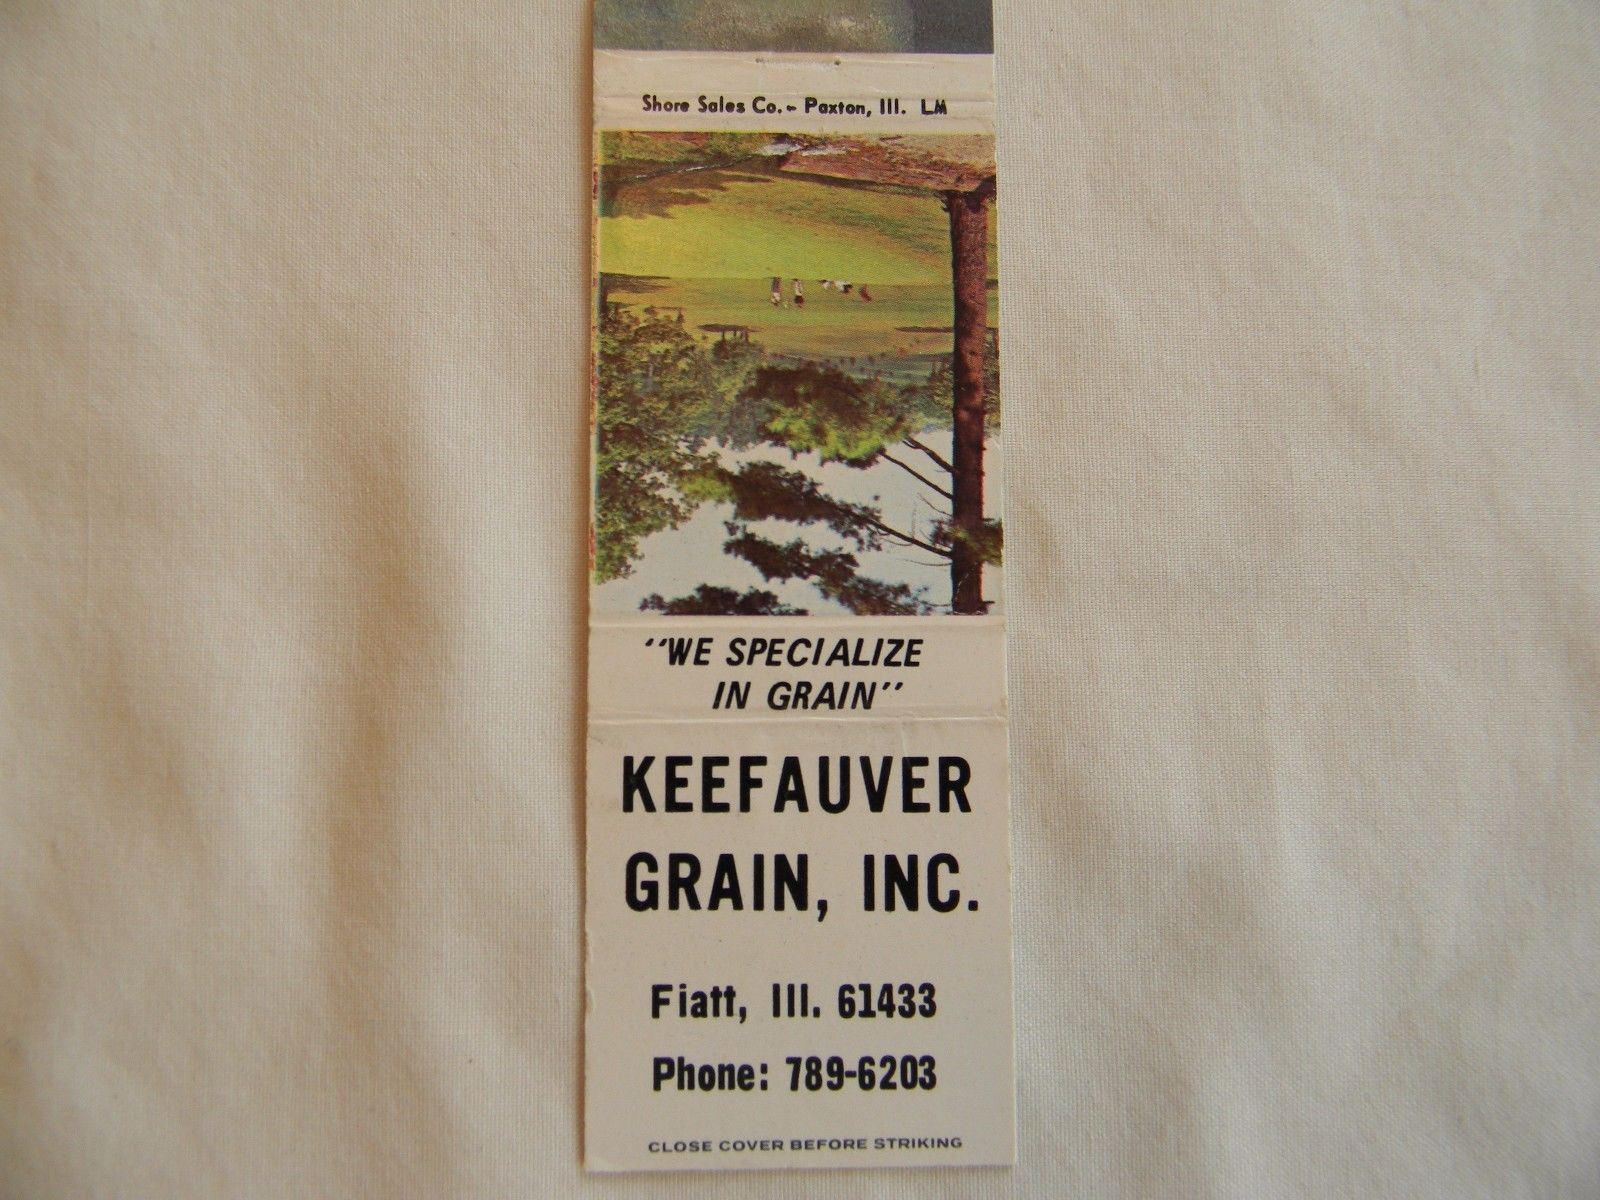 Shore Sales Co. - Paxton, Ill. LM
"WE SPECIALIZE
IN GRAIN"
KEEFAUVER
GRAIN, INC.
Fiatt, Ill. 61433
Phone: 789-6203
CLOSE COVER BEFORE STRIKING